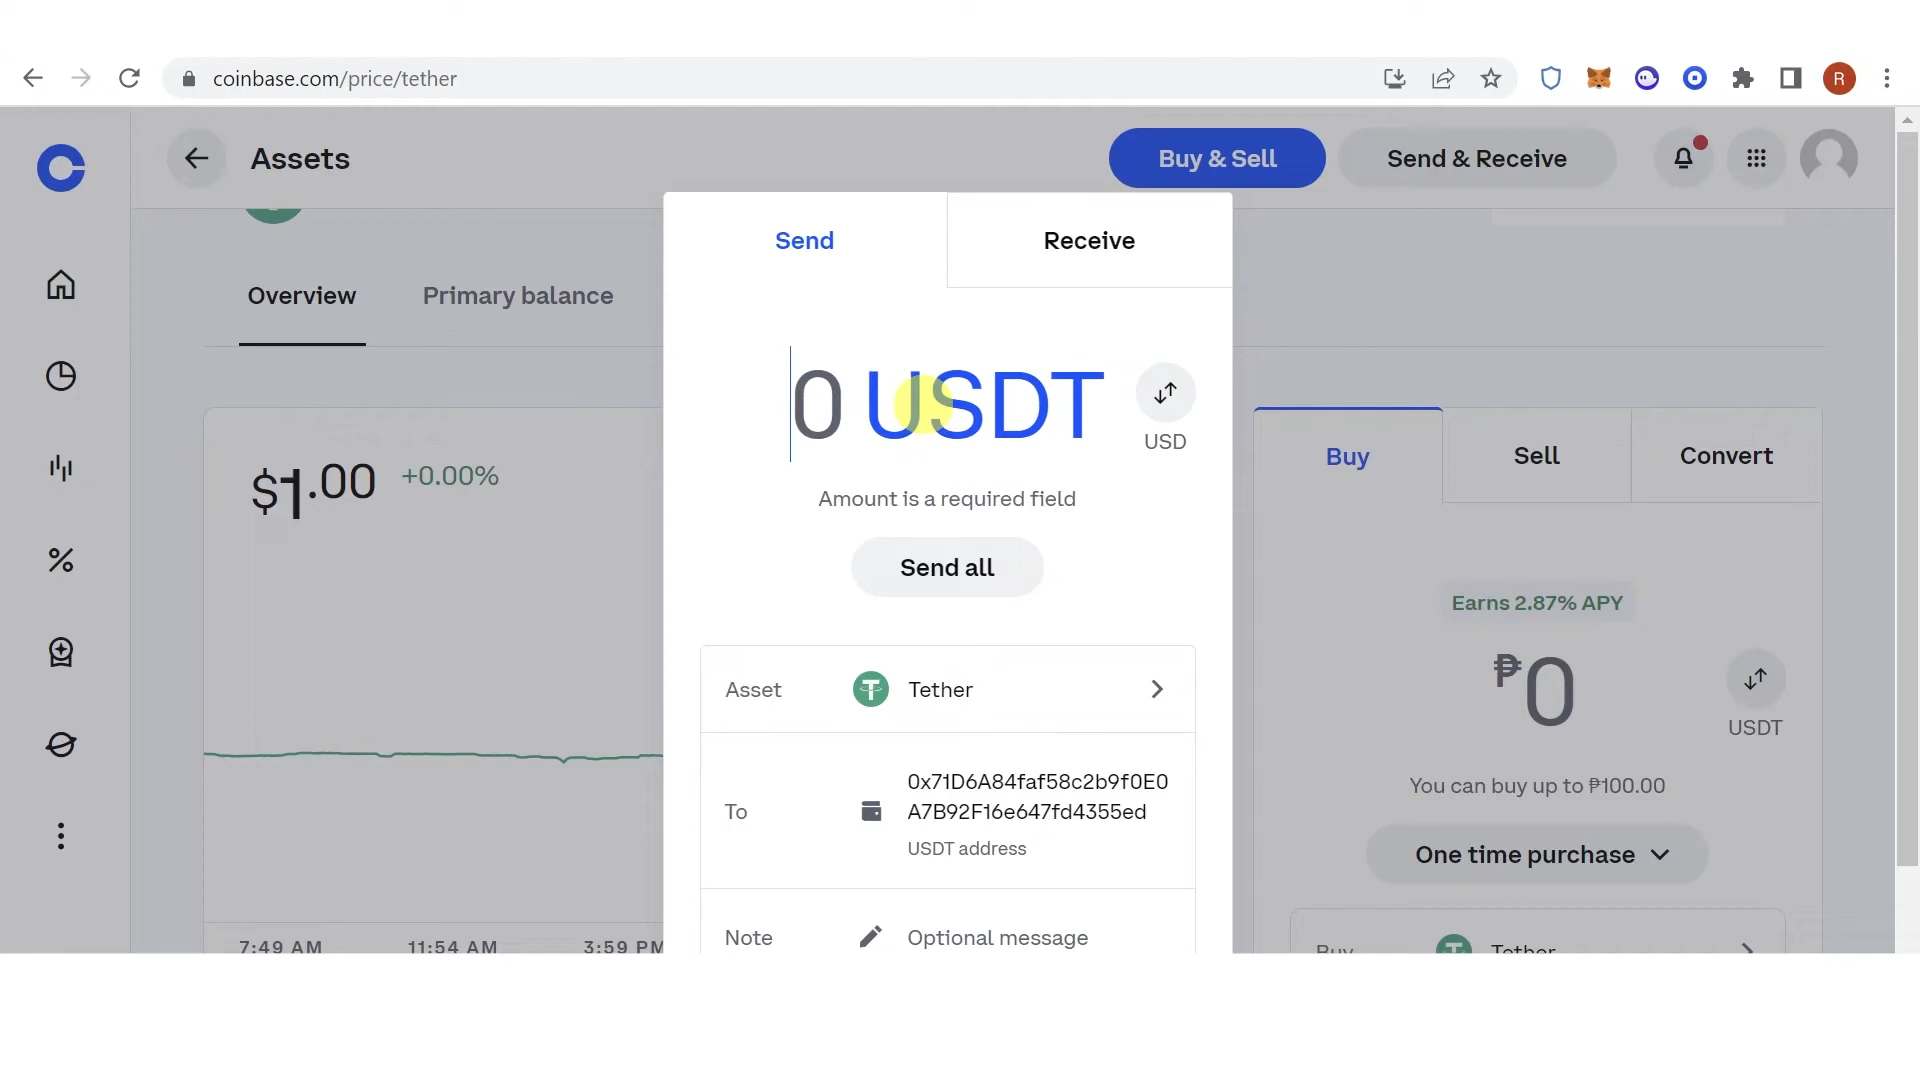 coinbase.com/price/tether
R
Assets
Buy & Sell
Send & Receive
Send
Receive
Overview
Primary balance
0 USDT
USD
$1.00 +0.00%
Amount is a required field
Send all
Buy
Sell
Convert
Earns 2.87% APY
₱0
USDT
You can buy up to ₱100.00
One time purchase
Asset
Tether
To
0x71D6A84faf58c2b9f0E0
A7B92F16e647fd4355ed
USDT address
Note
Optional message
7:49 AM
11:54 AM
3:59 PM
Buy
Tether